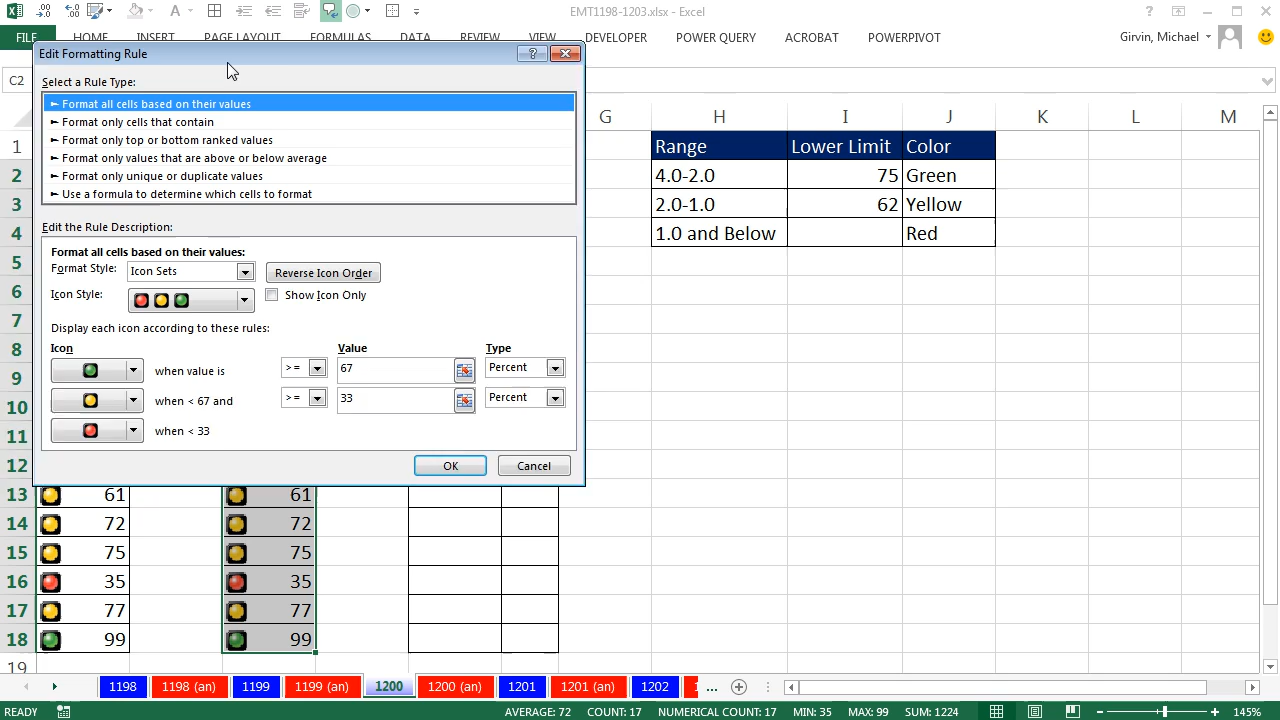 EMT1198-1203.xlsx - Excel
FILE HOME INSERT PAGE LAYOUT FORMULAS DATA REVIEW VIEW DEVELOPER POWER QUERY ACROBAT POWERPIVOT Girvin, Michael
C2
Edit Formatting Rule
Select a Rule Type:
► Format all cells based on their values
► Format only cells that contain
► Format only top or bottom ranked values
► Format only values that are above or below average
► Format only unique or duplicate values
► Use a formula to determine which cells to format
Edit the Rule Description:
Format all cells based on their values:
Format Style: Icon Sets Reverse Icon Order
Icon Style: Show Icon Only
Display each icon according to these rules:
Icon Value Type
when value is >= 67 Percent
when < 67 and >= 33 Percent
when < 33
OK Cancel
G H I J K L M
1 Range Lower Limit Color
2 4.0-2.0 75 Green
3 2.0-1.0 62 Yellow
4 1.0 and Below Red
5
6
7
8
9
10
11
12
13 61 61
14 72 72
15 75 75
16 35 35
17 77 77
18 99 99
19
1198 1198 (an) 1199 1199 (an) 1200 1200 (an) 1201 1201 (an) 1202 1 ...
READY AVERAGE: 72 COUNT: 17 NUMERICAL COUNT: 17 MIN: 35 MAX: 99 SUM: 1224 145%